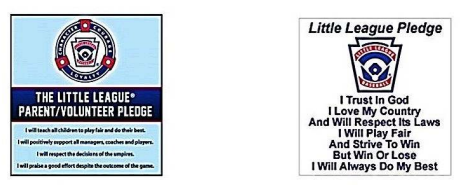 CHARACTER COURAGE
LOYALTY
THE LITTLE LEAGUE®
PARENT/VOLUNTEER PLEDGE
I will teach all children to play fair and do their best.
I will positively support all managers, coaches and players.
I will respect the decisions of the umpires.
I will praise a good effort despite the outcome of the game.
Little League Pledge
LITTLE LEAGUE
BASEBALL
I Trust In God
I Love My Country
And Will Respect Its Laws
I Will Play Fair
And Strive To Win
But Win Or Lose
I Will Always Do My Best